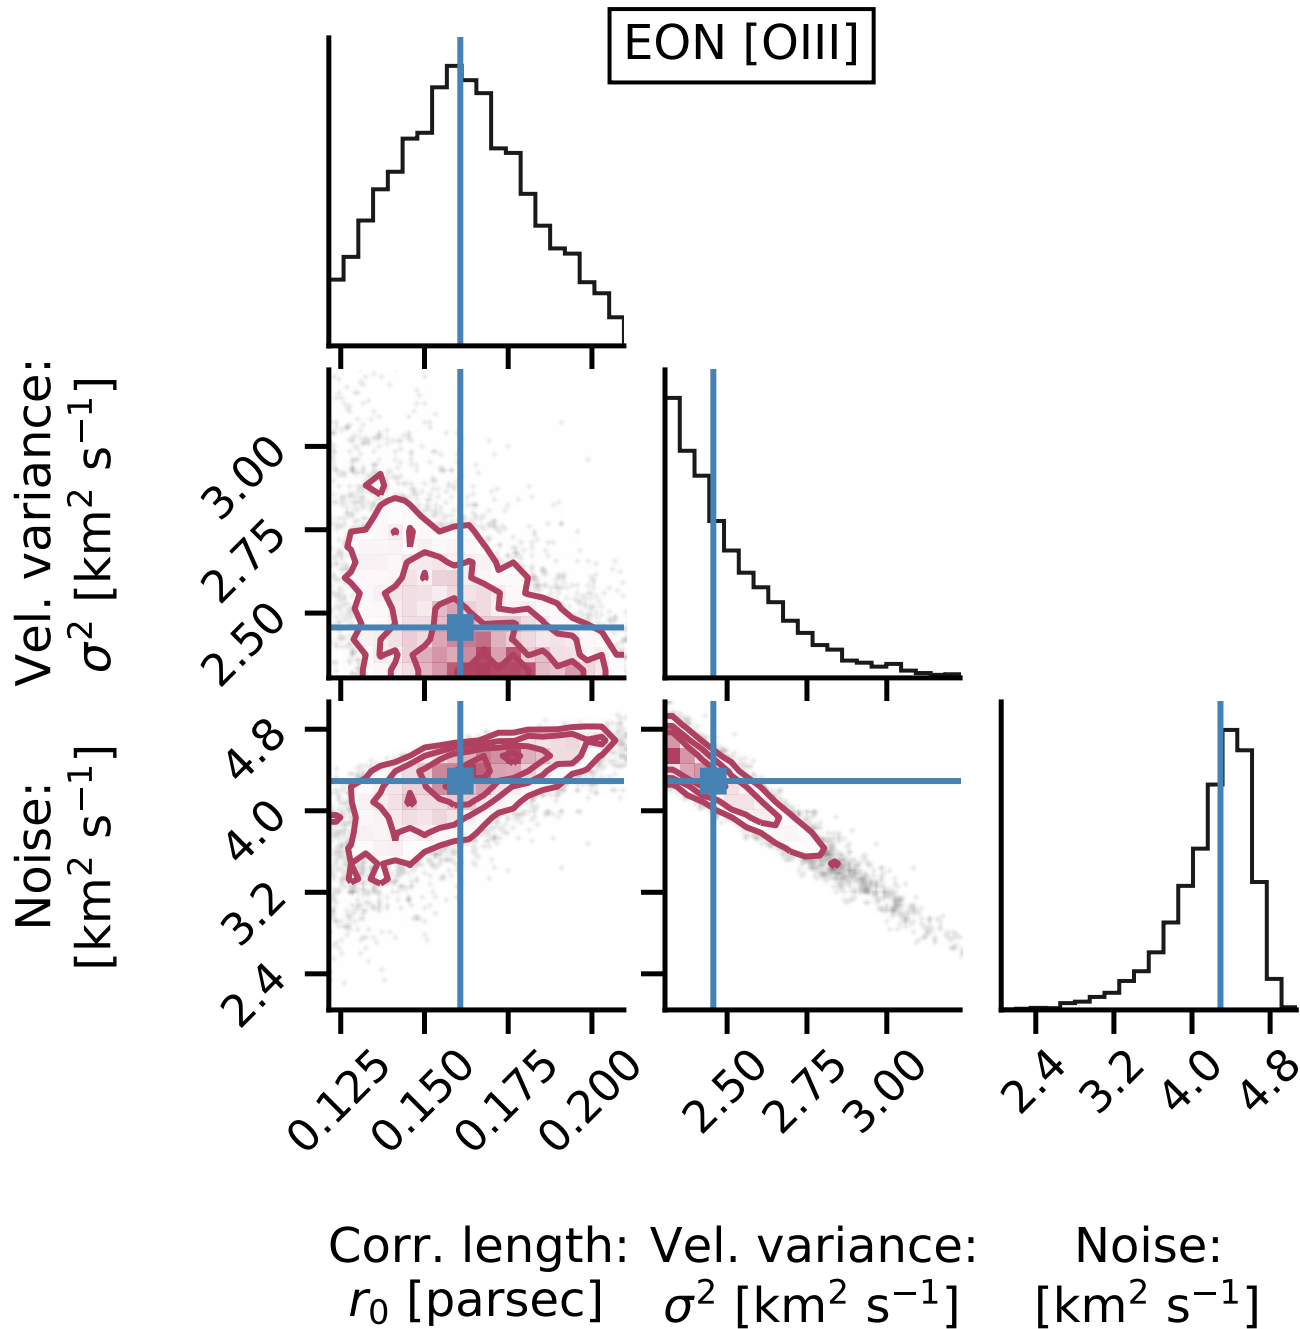 EON [OIII]
Vel. variance:
σ² [km² s⁻¹]
3.00
2.75
2.50
Noise:
[km² s⁻¹]
4.8
4.0
3.2
2.4
0.125 0.150 0.175 0.200
2.50 2.75 3.00
2.4 3.2 4.0 4.8
Corr. length:
r₀ [parsec]
Vel. variance:
σ² [km² s⁻¹]
Noise:
[km² s⁻¹]